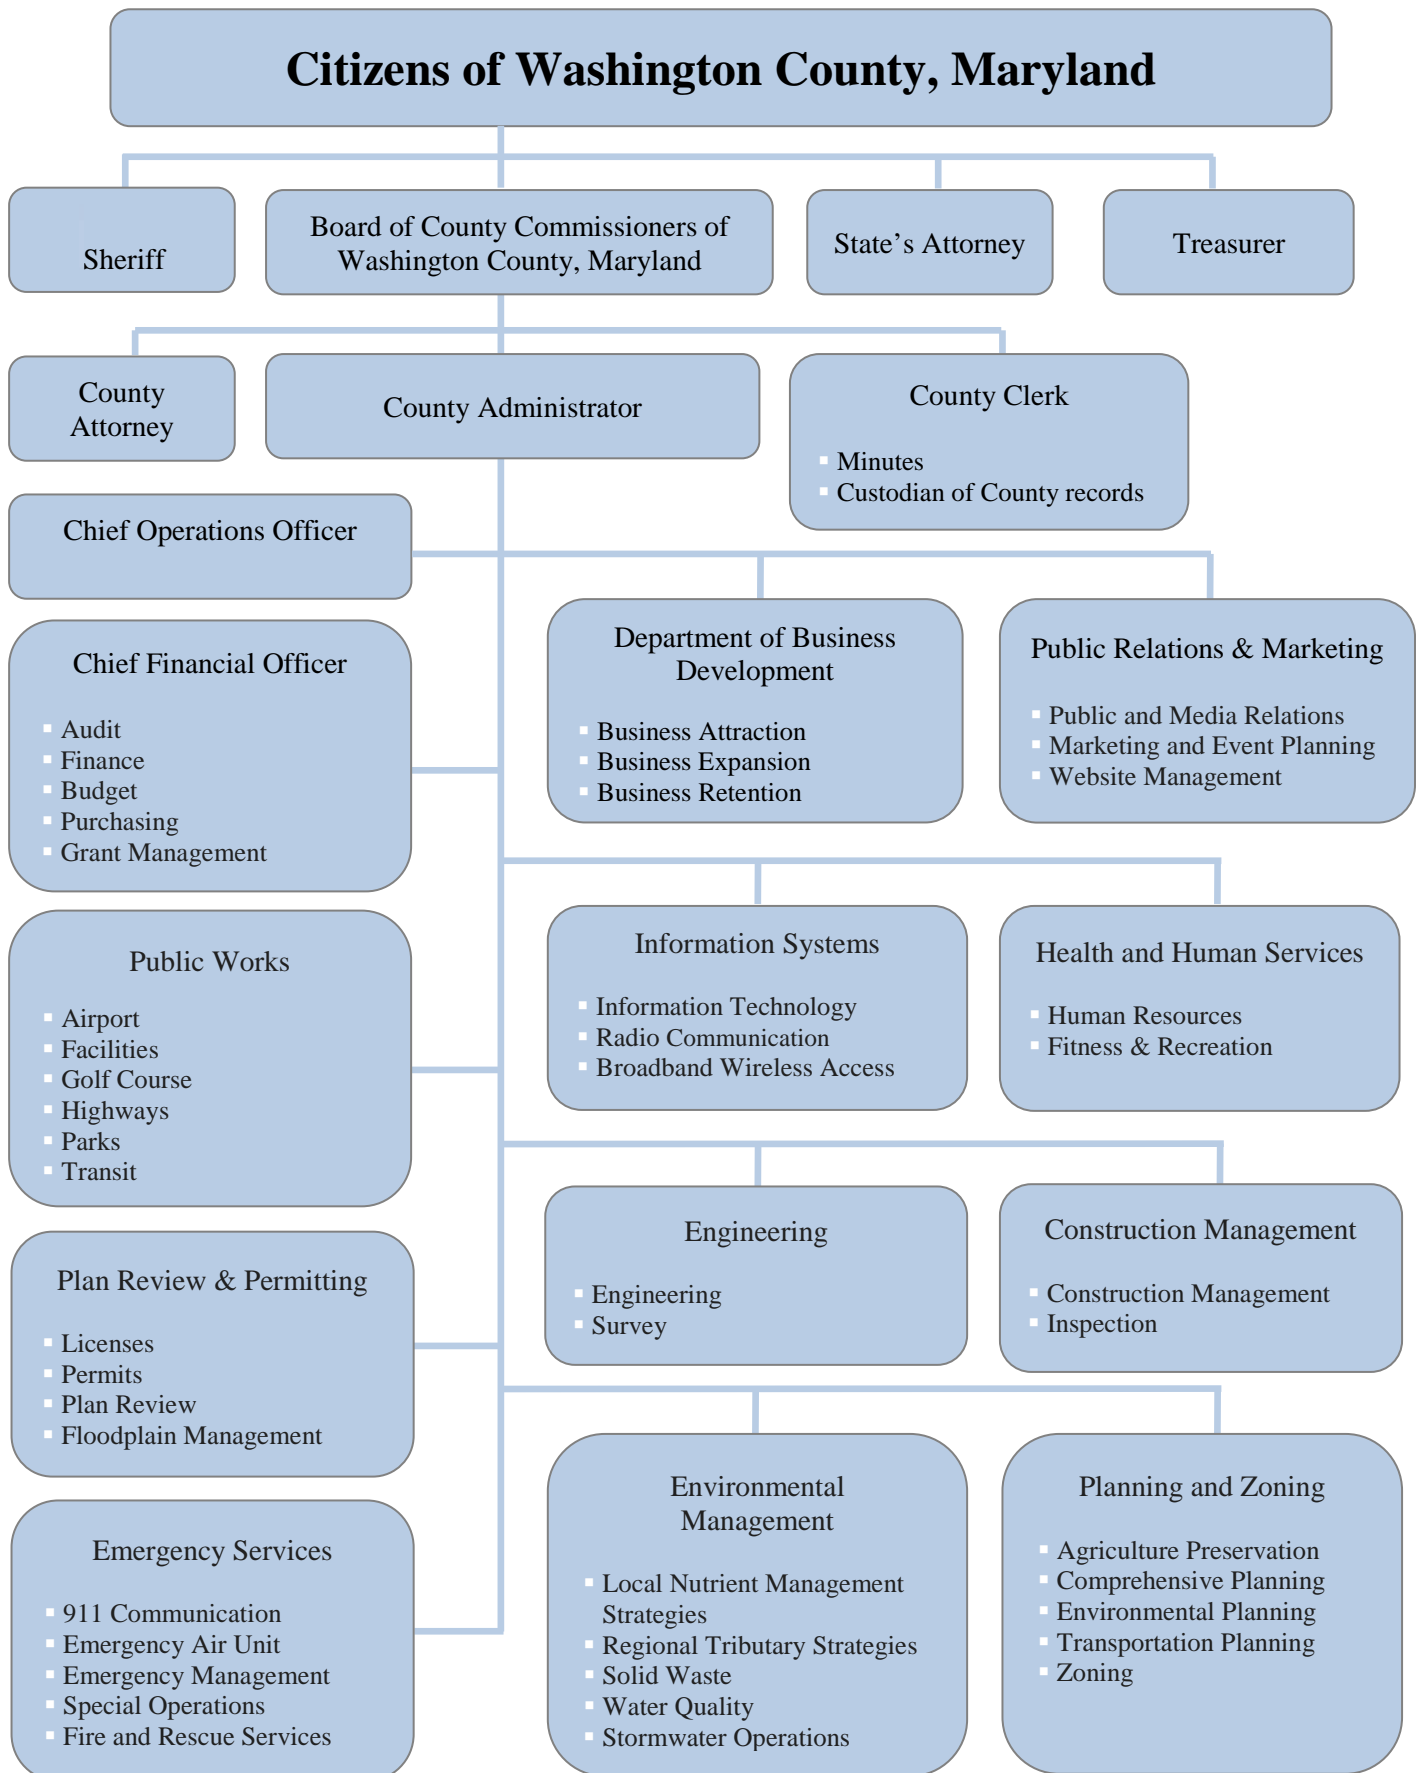 Citizens of Washington County, Maryland
Sheriff
Board of County Commissioners of
Washington County, Maryland
State’s Attorney
Treasurer
County
Attorney
County Administrator
County Clerk
▪ Minutes
▪ Custodian of County records
Chief Operations Officer
Department of Business
Development
▪ Business Attraction
▪ Business Expansion
▪ Business Retention
Public Relations & Marketing
▪ Public and Media Relations
▪ Marketing and Event Planning
▪ Website Management
Chief Financial Officer
▪ Audit
▪ Finance
▪ Budget
▪ Purchasing
▪ Grant Management
Information Systems
▪ Information Technology
▪ Radio Communication
▪ Broadband Wireless Access
Health and Human Services
▪ Human Resources
▪ Fitness & Recreation
Public Works
▪ Airport
▪ Facilities
▪ Golf Course
▪ Highways
▪ Parks
▪ Transit
Engineering
▪ Engineering
▪ Survey
Construction Management
▪ Construction Management
▪ Inspection
Plan Review & Permitting
▪ Licenses
▪ Permits
▪ Plan Review
▪ Floodplain Management
Environmental
Management
▪ Local Nutrient Management
Strategies
▪ Regional Tributary Strategies
▪ Solid Waste
▪ Water Quality
▪ Stormwater Operations
Planning and Zoning
▪ Agriculture Preservation
▪ Comprehensive Planning
▪ Environmental Planning
▪ Transportation Planning
▪ Zoning
Emergency Services
▪ 911 Communication
▪ Emergency Air Unit
▪ Emergency Management
▪ Special Operations
▪ Fire and Rescue Services